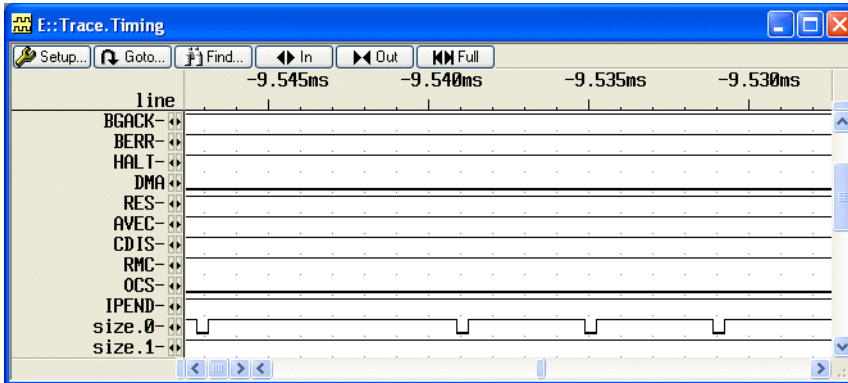 E::Trace.Timing
Setup... Goto... Find... In Out Full
-9.545ms -9.540ms -9.535ms -9.530ms
line
BGACK-
BERR-
HALT-
DMA
RES-
AVEC-
CDIS-
RMC-
OCS-
IPEND-
size.0-
size.1-